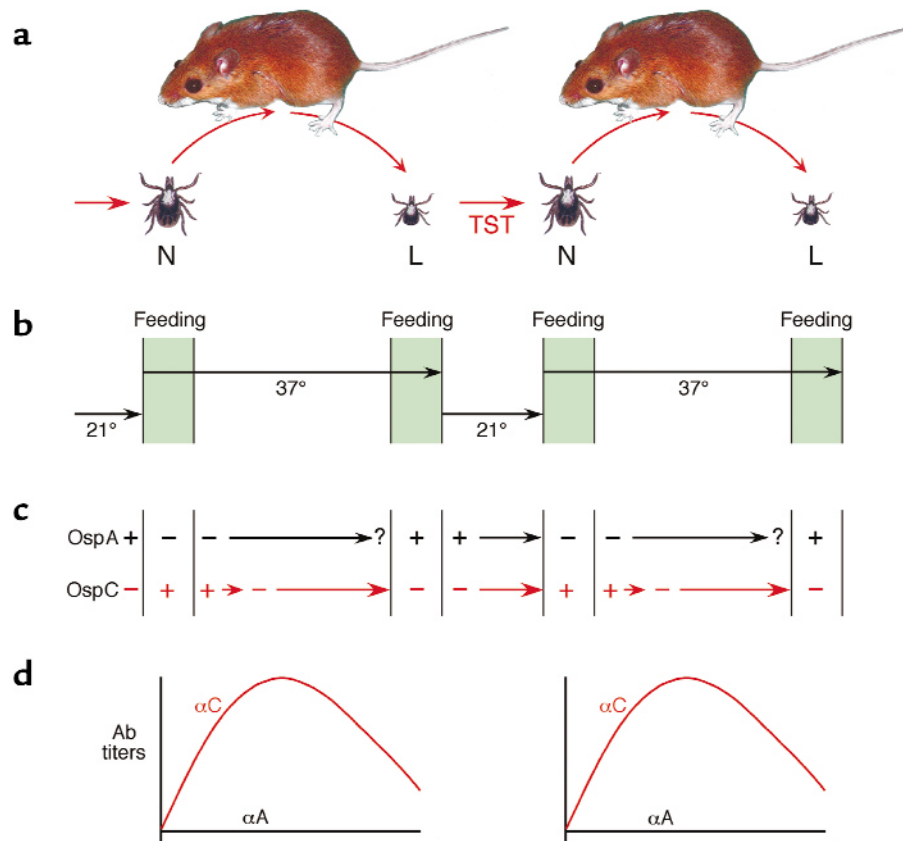 a
N
L
TST
N
L
b
Feeding Feeding Feeding Feeding
37° 37°
21° 21°
c
OspA + − − ? + + − − ? +
OspC − + + − − − + + − −
d
αC αC
Ab
titers
αA αA